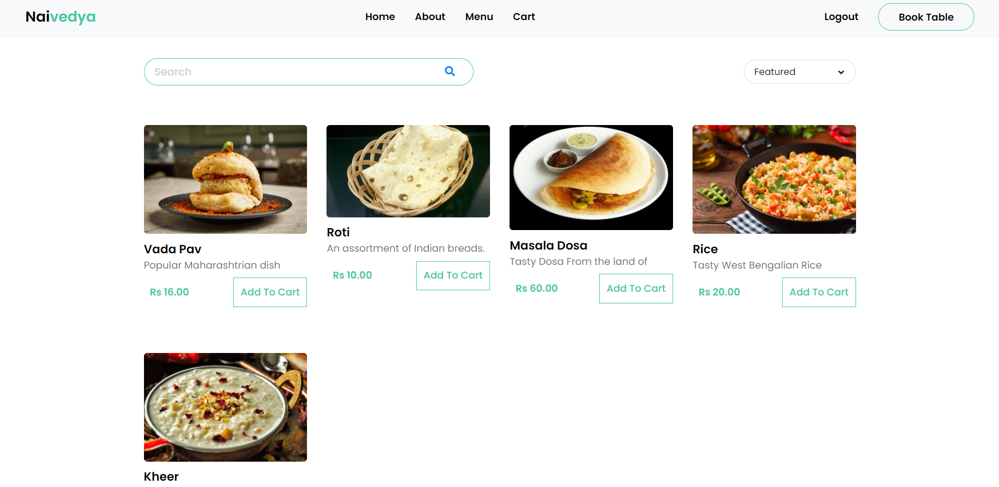 Naivedya
Home About Menu Cart
Logout Book Table
Search
Featured
Vada Pav
Popular Maharashtrian dish
Rs 16.00 Add To Cart
Roti
An assortment of Indian breads.
Rs 10.00 Add To Cart
Masala Dosa
Tasty Dosa From the land of
Rs 60.00 Add To Cart
Rice
Tasty West Bengalian Rice
Rs 20.00 Add To Cart
Kheer